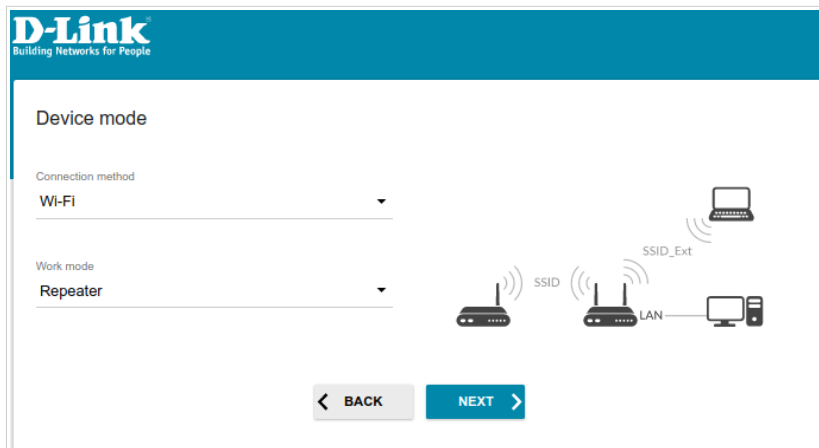 D-Link
Building Networks for People
Device mode
Connection method
Wi-Fi
Work mode
Repeater
SSID
SSID_Ext
LAN
BACK
NEXT